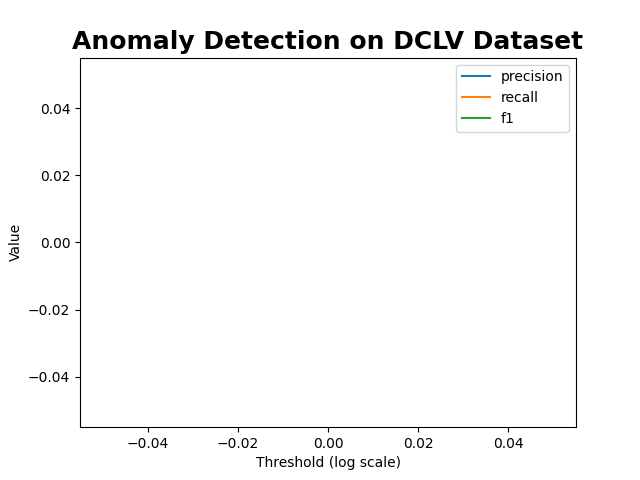 Anomaly Detection on DCLV Dataset
precision
recall
f1
0.04
0.02
0.00
−0.02
−0.04
Value
−0.04 −0.02 0.00 0.02 0.04
Threshold (log scale)